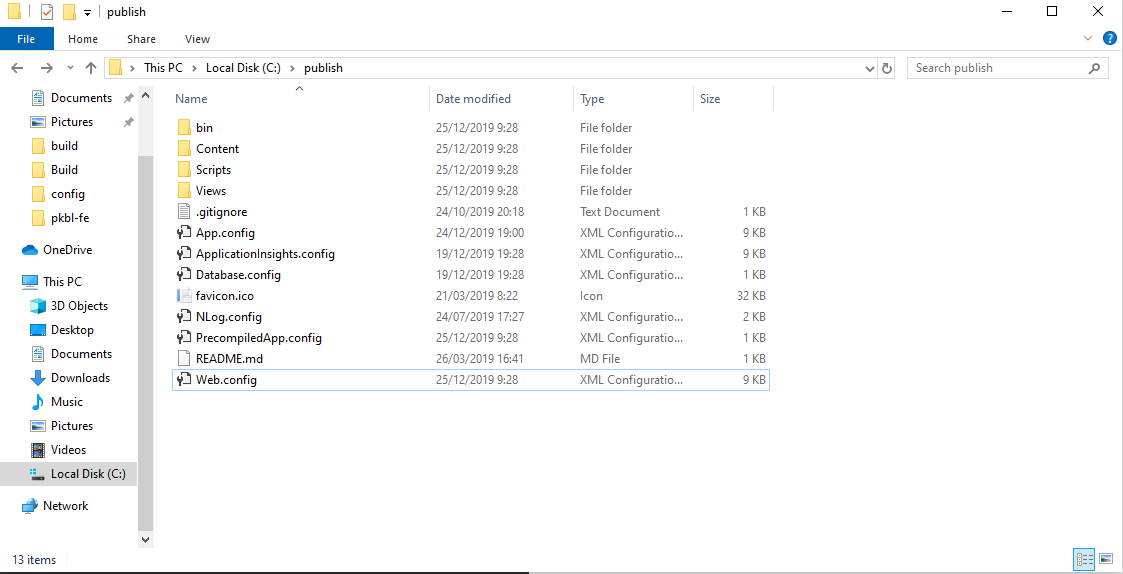 publish
File Home Share View
This PC Local Disk (C:) publish Search publish
Documents
Pictures
build
Build
config
pkbl-fe
OneDrive
This PC
3D Objects
Desktop
Documents
Downloads
Music
Pictures
Videos
Local Disk (C:)
Network
Name Date modified Type Size
bin 25/12/2019 9:28 File folder
Content 25/12/2019 9:28 File folder
Scripts 25/12/2019 9:28 File folder
Views 25/12/2019 9:28 File folder
.gitignore 24/10/2019 20:18 Text Document 1 KB
App.config 24/12/2019 19:00 XML Configuratio... 9 KB
ApplicationInsights.config 19/12/2019 19:28 XML Configuratio... 9 KB
Database.config 19/12/2019 19:28 XML Configuratio... 1 KB
favicon.ico 21/03/2019 8:22 Icon 32 KB
NLog.config 24/07/2019 17:27 XML Configuratio... 2 KB
PrecompiledApp.config 25/12/2019 9:28 XML Configuratio... 1 KB
README.md 26/03/2019 16:41 MD File 1 KB
Web.config 25/12/2019 9:28 XML Configuratio... 9 KB
13 items